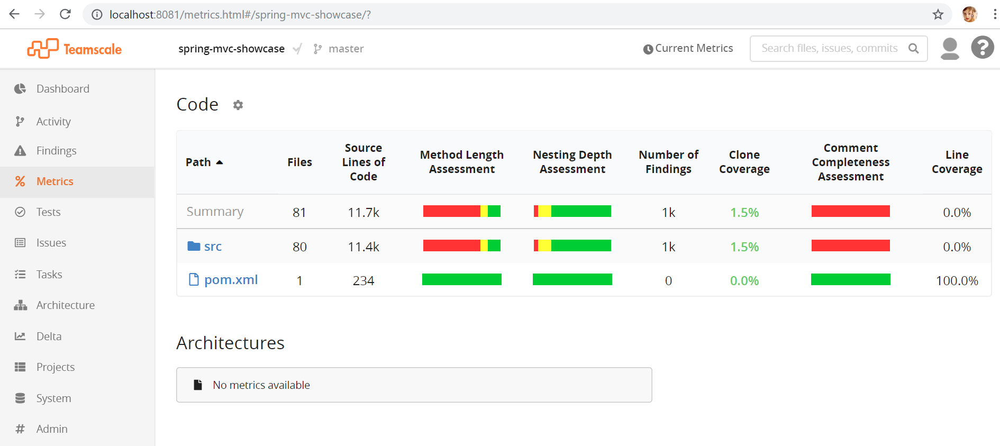 localhost:8081/metrics.html#/spring-mvc-showcase/?
Teamscale
spring-mvc-showcase
master
Current Metrics
Search files, issues, commits
Dashboard
Activity
Findings
Metrics
Tests
Issues
Tasks
Architecture
Delta
Projects
System
Admin
Code
Path Files Source Lines of Code Method Length Assessment Nesting Depth Assessment Number of Findings Clone Coverage Comment Completeness Assessment Line Coverage
Summary 81 11.7k 1k 1.5% 0.0%
src 80 11.4k 1k 1.5% 0.0%
pom.xml 1 234 0 0.0% 100.0%
Architectures
No metrics available